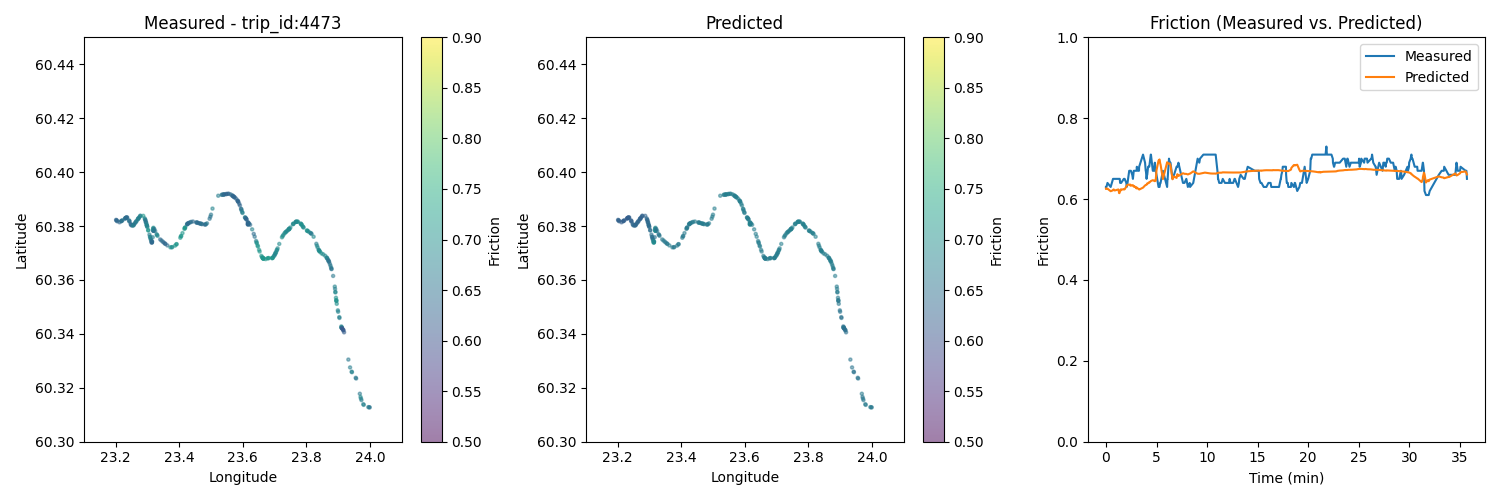 Measured - trip_id:4473
60.44
60.42
60.40
60.38
60.36
60.34
60.32
60.30
Latitude
23.2 23.4 23.6 23.8 24.0
Longitude
0.90
0.85
0.80
0.75
0.70
0.65
0.60
0.55
0.50
Friction
Predicted
60.44
60.42
60.40
60.38
60.36
60.34
60.32
60.30
Latitude
23.2 23.4 23.6 23.8 24.0
Longitude
0.90
0.85
0.80
0.75
0.70
0.65
0.60
0.55
0.50
Friction
Friction (Measured vs. Predicted)
1.0
0.8
0.6
0.4
0.2
0.0
Friction
Measured
Predicted
0 5 10 15 20 25 30 35
Time (min)